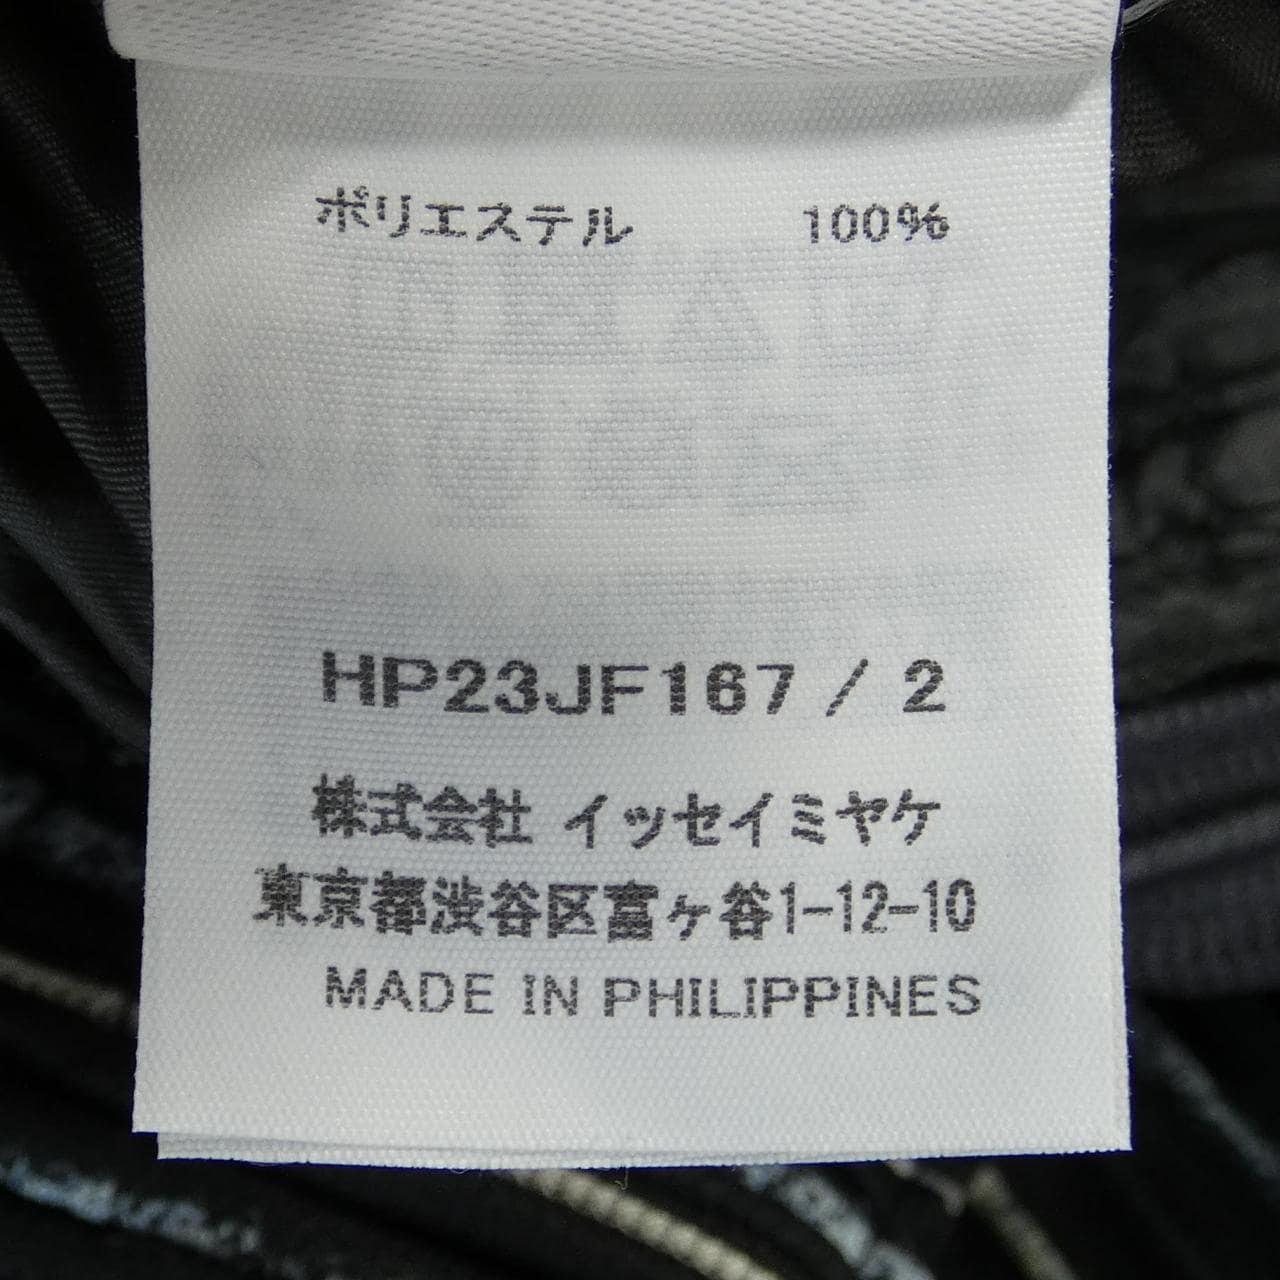 ポリエステル 100%
HP23JF167 / 2
株式会社 イッセイミヤケ
東京都渋谷区富ヶ谷1-12-10
MADE IN PHILIPPINES